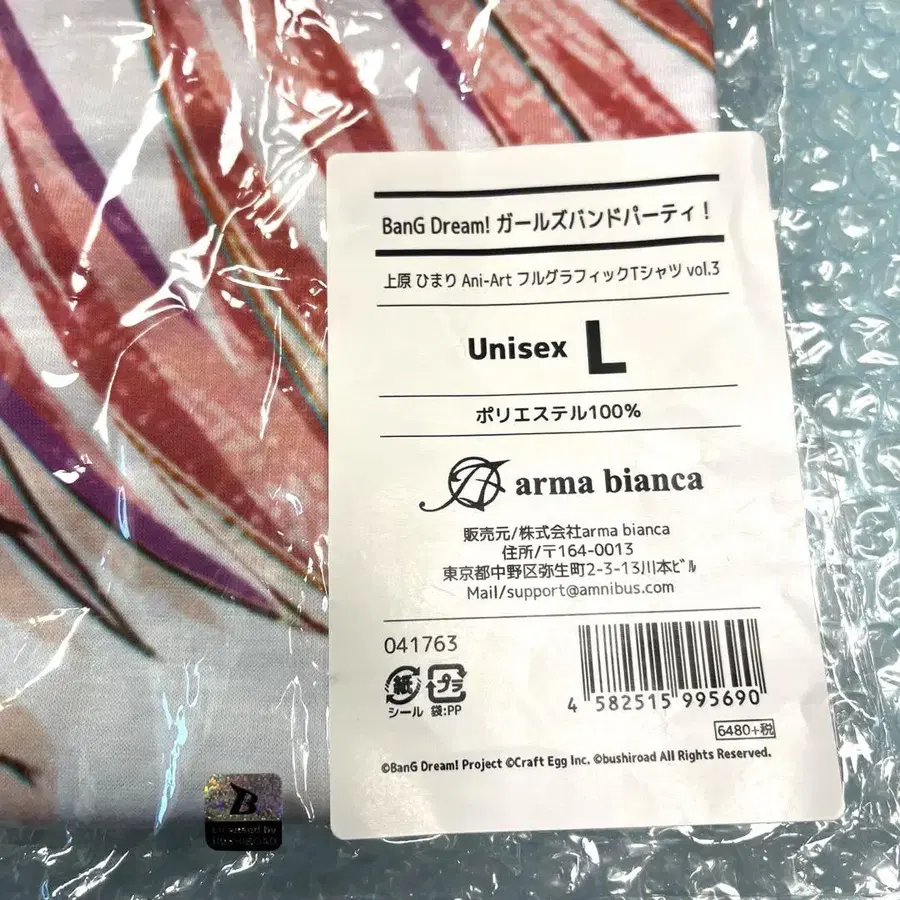 BanG Dream! ガールズバンドパーティ！
上原 ひまり Ani-Art フルグラフィックTシャツ vol.3
Unisex L
ポリエステル100%
arma bianca
販売元/株式会社arma bianca
住所/〒164-0013
東京都中野区弥生町2-3-13川本ﾋﾞﾙ
Mail/support@amnibus.com
041763
紙 プラ
シール 袋:PP
4 582515 995690
6480+税
©BanG Dream! Project ©Craft Egg Inc. ©bushiroad All Rights Reserved.
B
Licensed by
BUSHIROAD